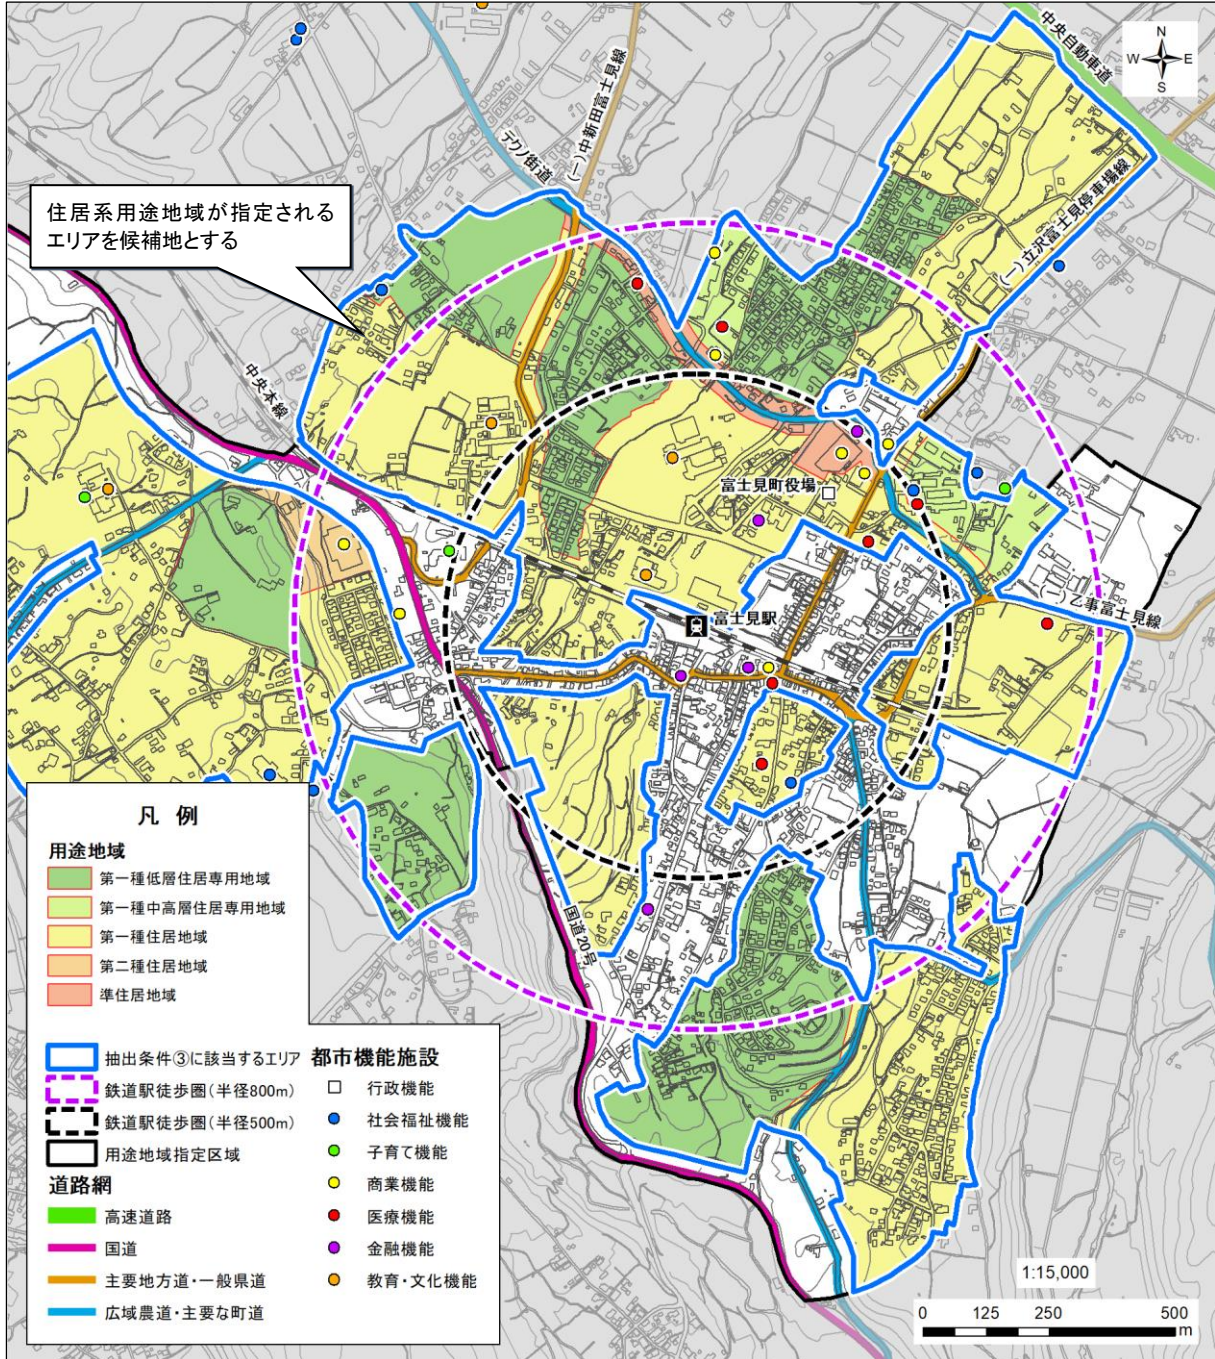 中央自動車道
N
W E
S
(一)中新田富士見線
テクノ街道
住居系用途地域が指定される
エリアを候補地とする
(一)立沢富士見停車場線
中央本線
富士見町役場
(一)乙事富士見線
富士見駅
国道20号
凡 例
用途地域
第一種低層住居専用地域
第一種中高層住居専用地域
第一種住居地域
第二種住居地域
準住居地域
抽出条件③に該当するエリア
鉄道駅徒歩圏(半径800m)
鉄道駅徒歩圏(半径500m)
用途地域指定区域
道路網
高速道路
国道
主要地方道・一般県道
広域農道・主要な町道
都市機能施設
行政機能
社会福祉機能
子育て機能
商業機能
医療機能
金融機能
教育・文化機能
1:15,000
0 125 250 500
m